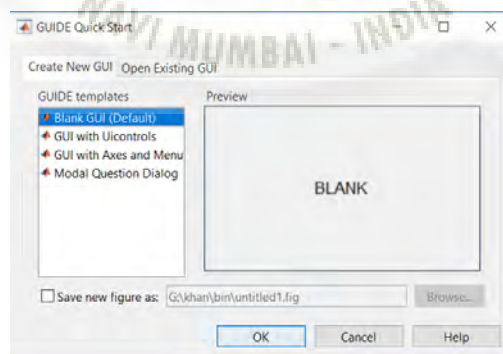 NAVI MUMBAI - INDIA
GUIDE Quick Start
Create New GUI Open Existing GUI
GUIDE templates Preview
Blank GUI (Default)
GUI with Uicontrols
GUI with Axes and Menu
Modal Question Dialog
BLANK
Save new figure as: G:\khan\bin\untitled1.fig Browse...
OK Cancel Help